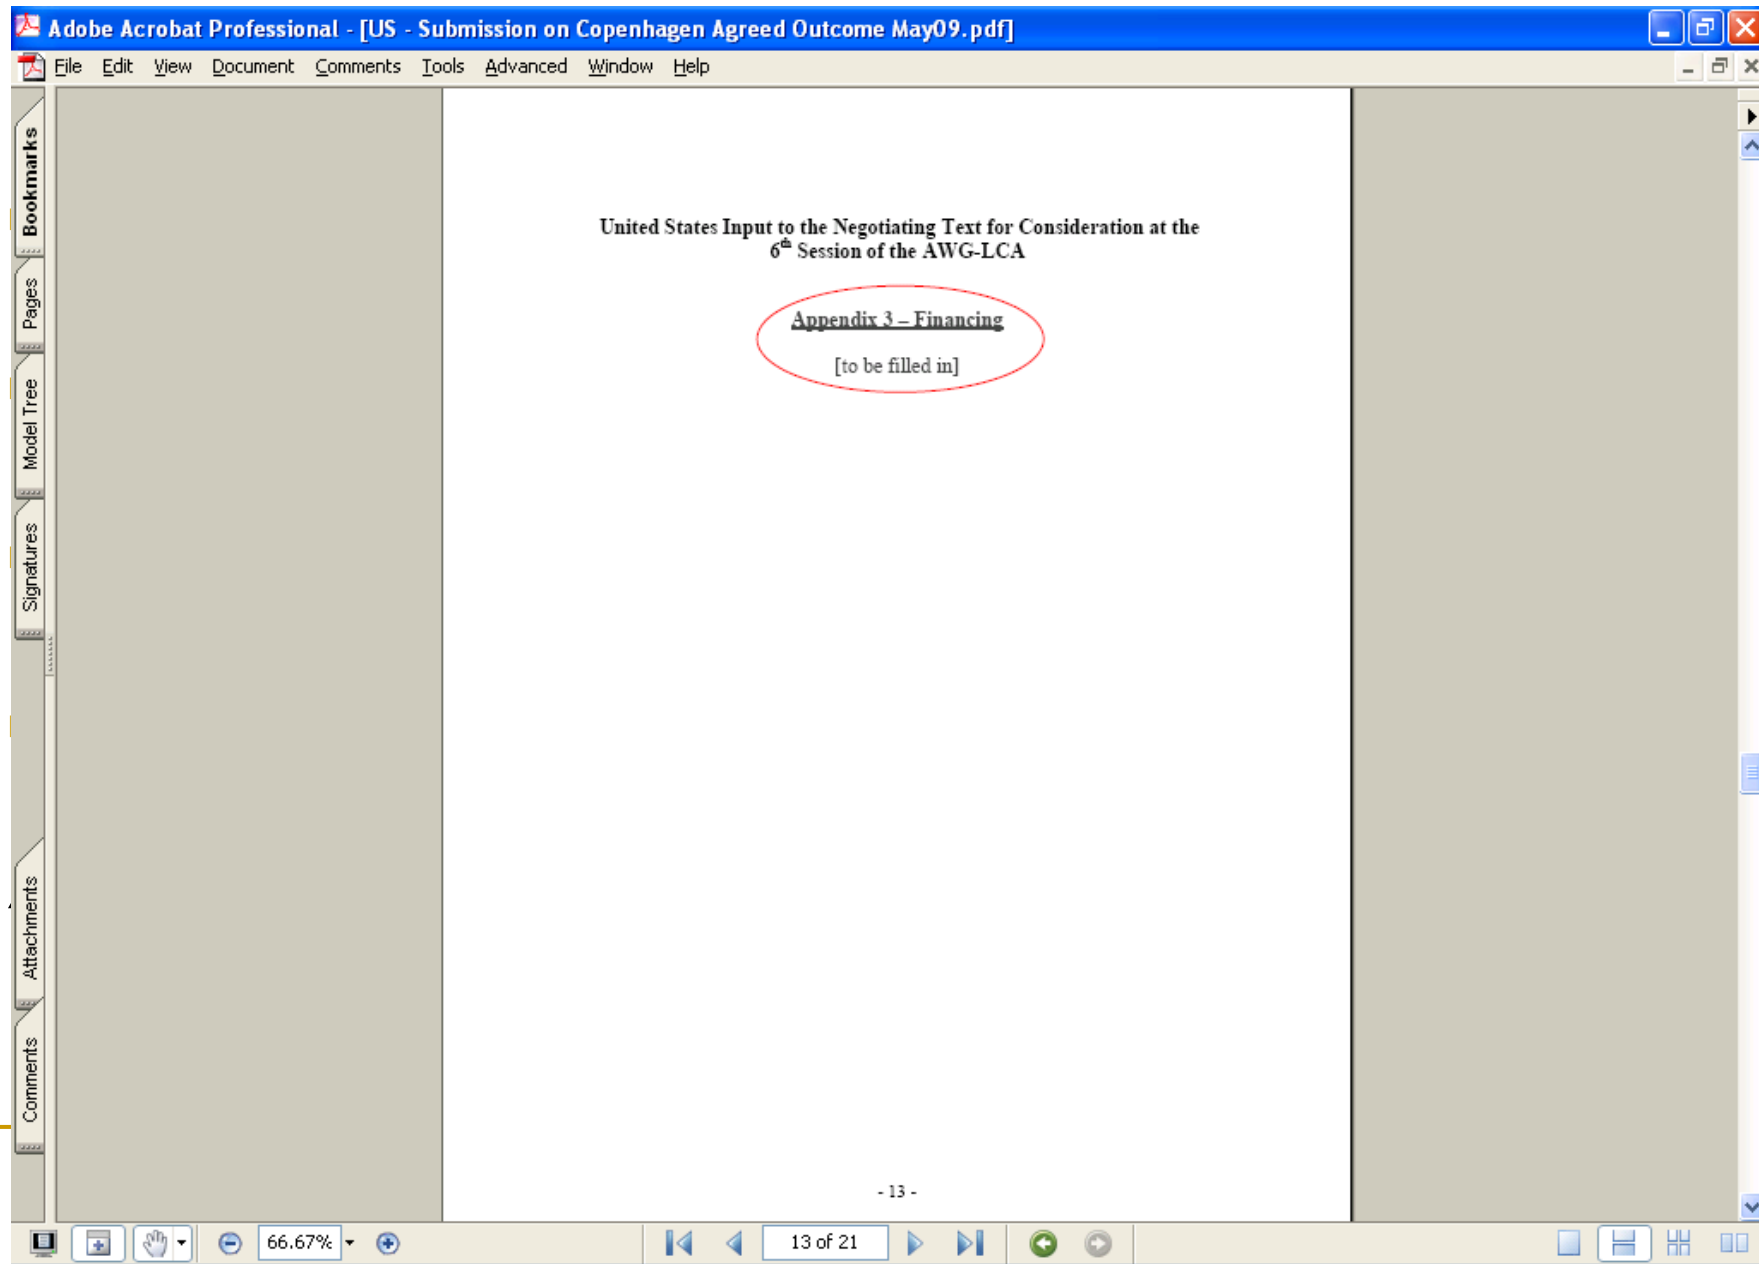 Adobe Acrobat Professional - [US - Submission on Copenhagen Agreed Outcome May09.pdf]
File Edit View Document Comments Tools Advanced Window Help
Bookmarks
Pages
Model Tree
Signatures
Attachments
Comments
United States Input to the Negotiating Text for Consideration at the
6th Session of the AWG-LCA
Appendix 3 – Financing
[to be filled in]
- 13 -
66.67%
13 of 21